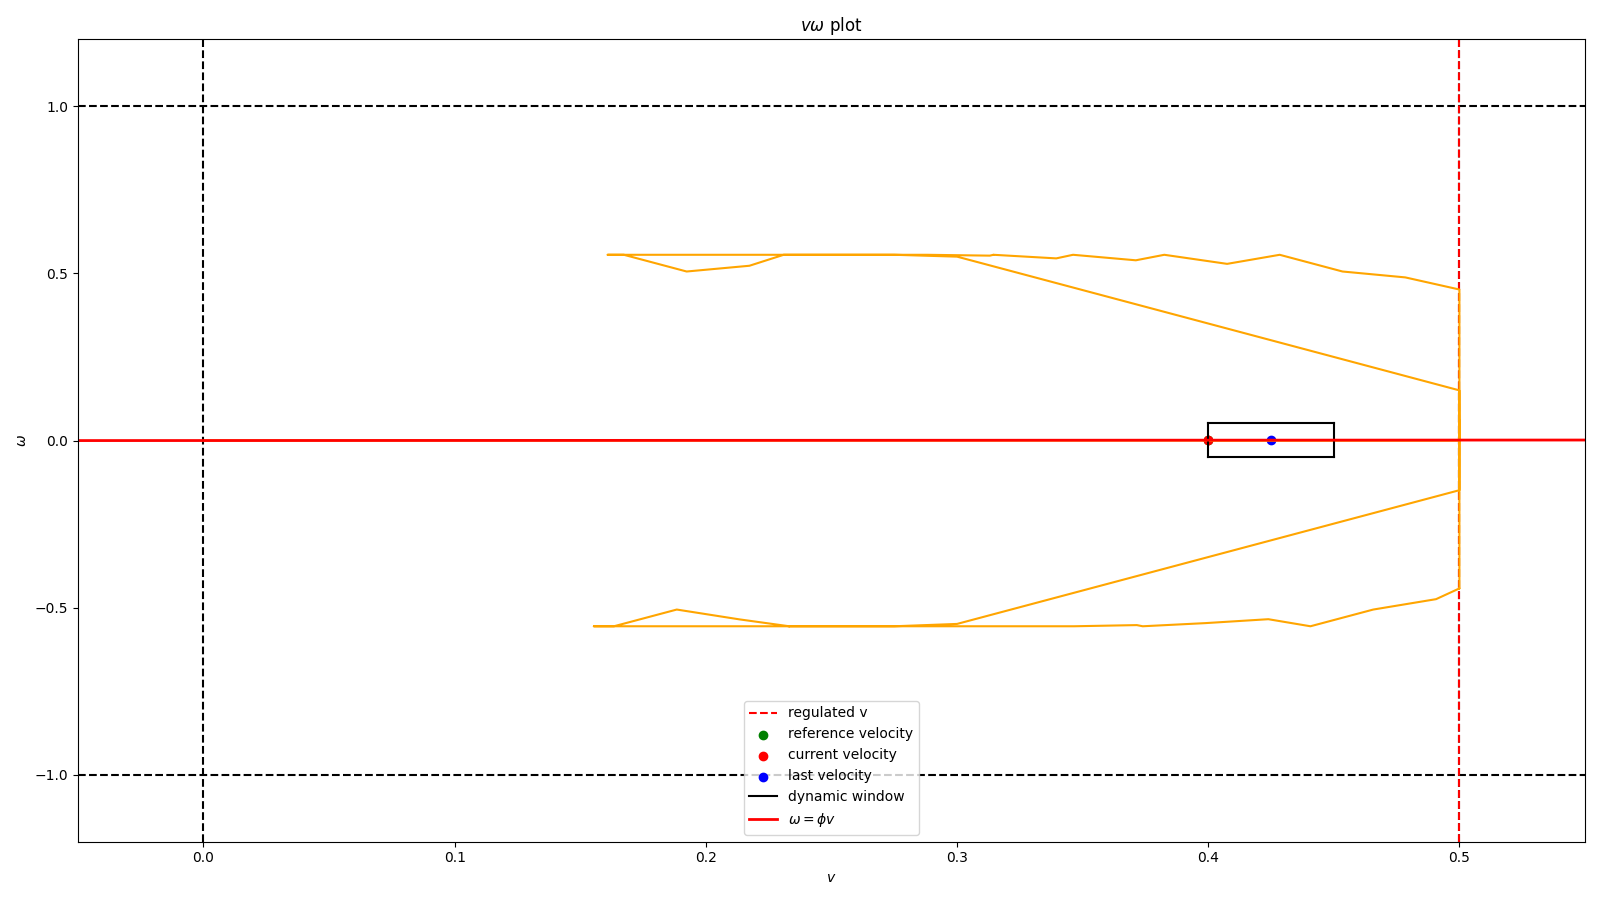 vω plot
1.0
0.5
0.0
−0.5
−1.0
ω
0.0
0.1
0.2
0.3
0.4
0.5
v
regulated v
reference velocity
current velocity
last velocity
dynamic window
ω = ϕv